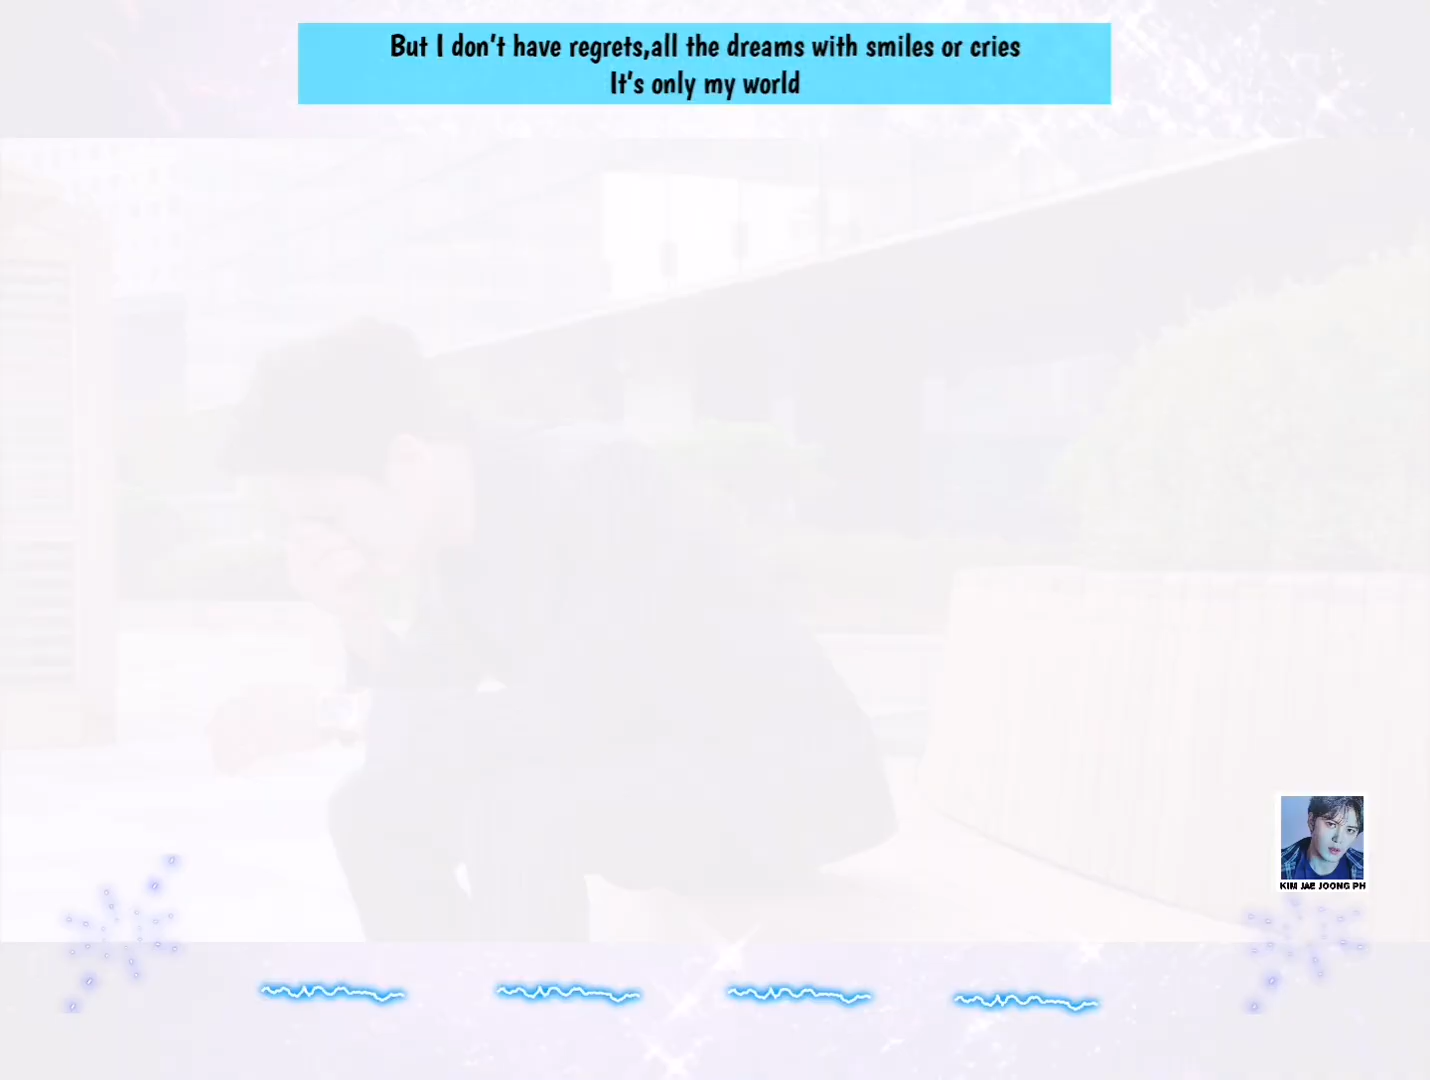 But I don't have regrets,all the dreams with smiles or cries
It's only my world
KIM JAE JOONG PH